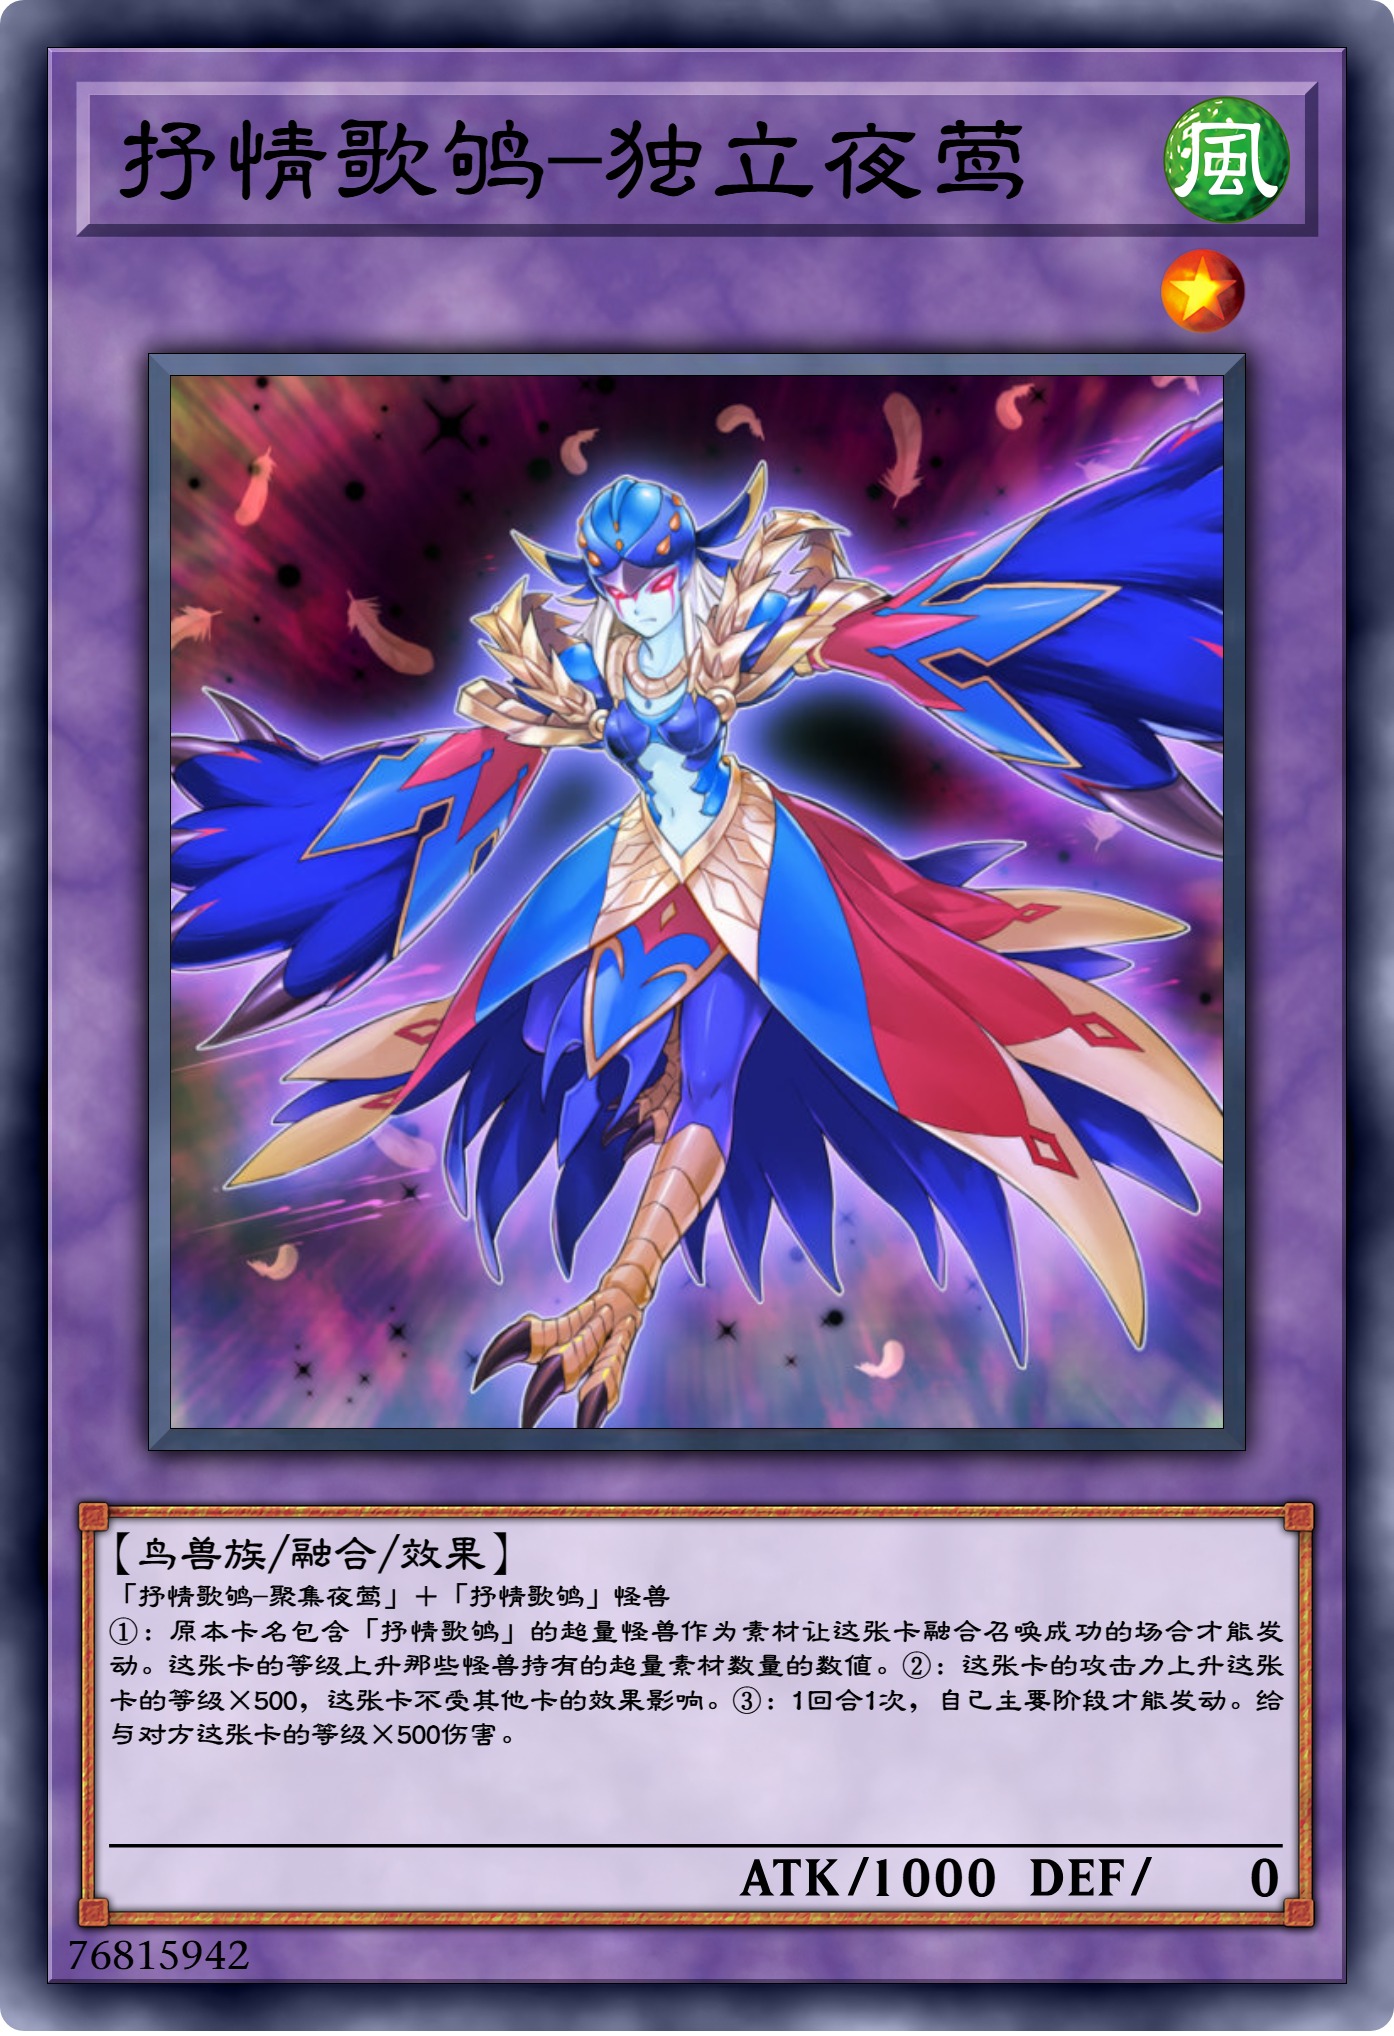 抒情歌鸲-独立夜莺
風
【鸟兽族/融合/效果】
「抒情歌鸲-聚集夜莺」＋「抒情歌鸲」怪兽
①：原本卡名包含「抒情歌鸲」的超量怪兽作为素材让这张卡融合召唤成功的场合才能发
动。这张卡的等级上升那些怪兽持有的超量素材数量的数值。②：这张卡的攻击力上升这张
卡的等级×500，这张卡不受其他卡的效果影响。③：1回合1次，自己主要阶段才能发动。给
与对方这张卡的等级×500伤害。
ATK/1000 DEF/ 0
76815942